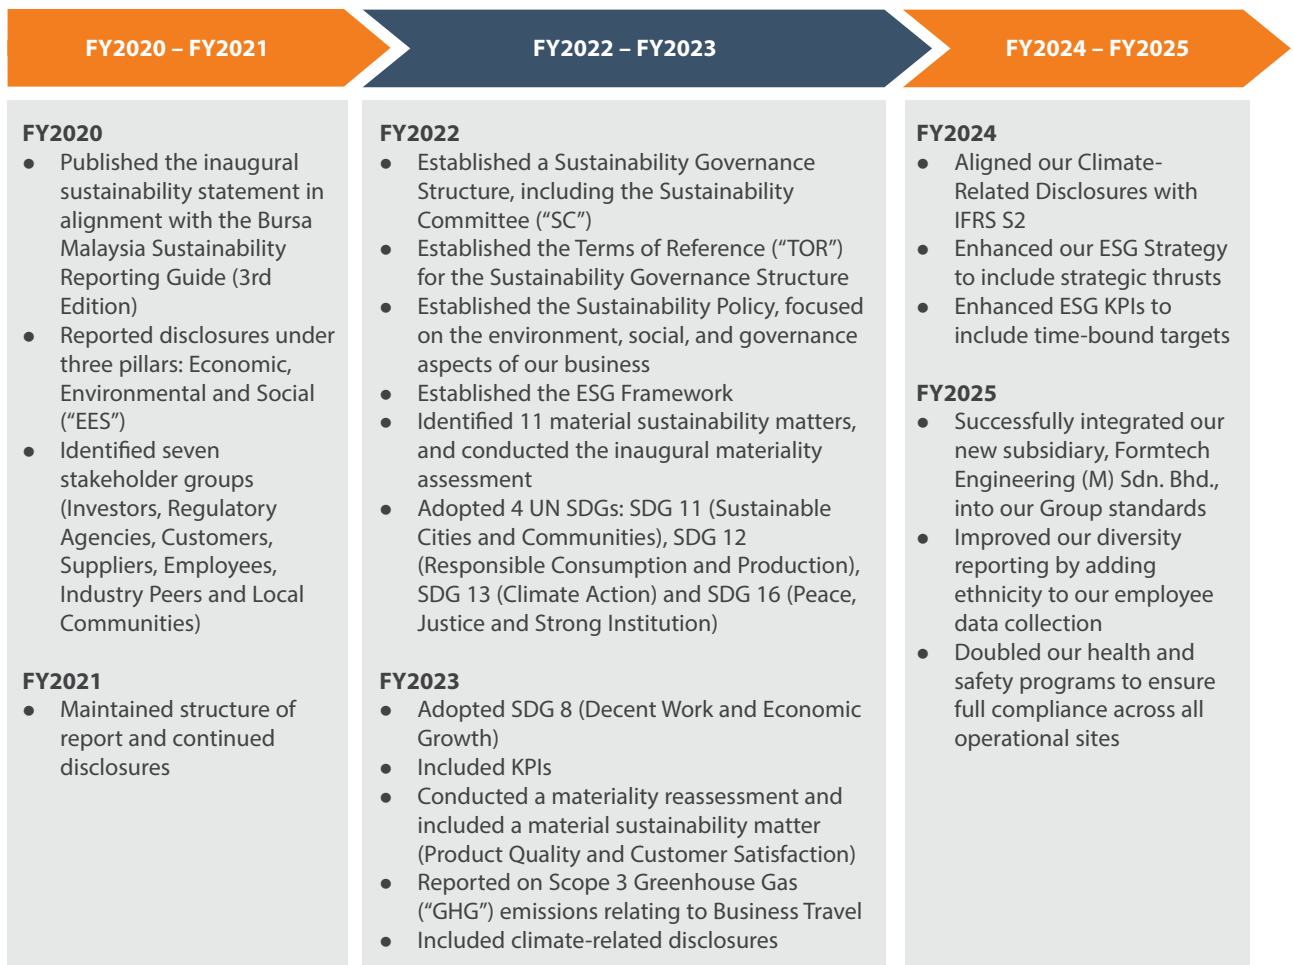 FY2020 – FY2021
FY2022 – FY2023
FY2024 – FY2025
FY2020
● Published the inaugural
sustainability statement in
alignment with the Bursa
Malaysia Sustainability
Reporting Guide (3rd
Edition)
● Reported disclosures under
three pillars: Economic,
Environmental and Social
(“EES”)
● Identified seven
stakeholder groups
(Investors, Regulatory
Agencies, Customers,
Suppliers, Employees,
Industry Peers and Local
Communities)
FY2021
● Maintained structure of
report and continued
disclosures
FY2022
● Established a Sustainability Governance
Structure, including the Sustainability
Committee (“SC”)
● Established the Terms of Reference (“TOR”)
for the Sustainability Governance Structure
● Established the Sustainability Policy, focused
on the environment, social, and governance
aspects of our business
● Established the ESG Framework
● Identified 11 material sustainability matters,
and conducted the inaugural materiality
assessment
● Adopted 4 UN SDGs: SDG 11 (Sustainable
Cities and Communities), SDG 12
(Responsible Consumption and Production),
SDG 13 (Climate Action) and SDG 16 (Peace,
Justice and Strong Institution)
FY2023
● Adopted SDG 8 (Decent Work and Economic
Growth)
● Included KPIs
● Conducted a materiality reassessment and
included a material sustainability matter
(Product Quality and Customer Satisfaction)
● Reported on Scope 3 Greenhouse Gas
(“GHG”) emissions relating to Business Travel
● Included climate-related disclosures
FY2024
● Aligned our Climate-
Related Disclosures with
IFRS S2
● Enhanced our ESG Strategy
to include strategic thrusts
● Enhanced ESG KPIs to
include time-bound targets
FY2025
● Successfully integrated our
new subsidiary, Formtech
Engineering (M) Sdn. Bhd.,
into our Group standards
● Improved our diversity
reporting by adding
ethnicity to our employee
data collection
● Doubled our health and
safety programs to ensure
full compliance across all
operational sites